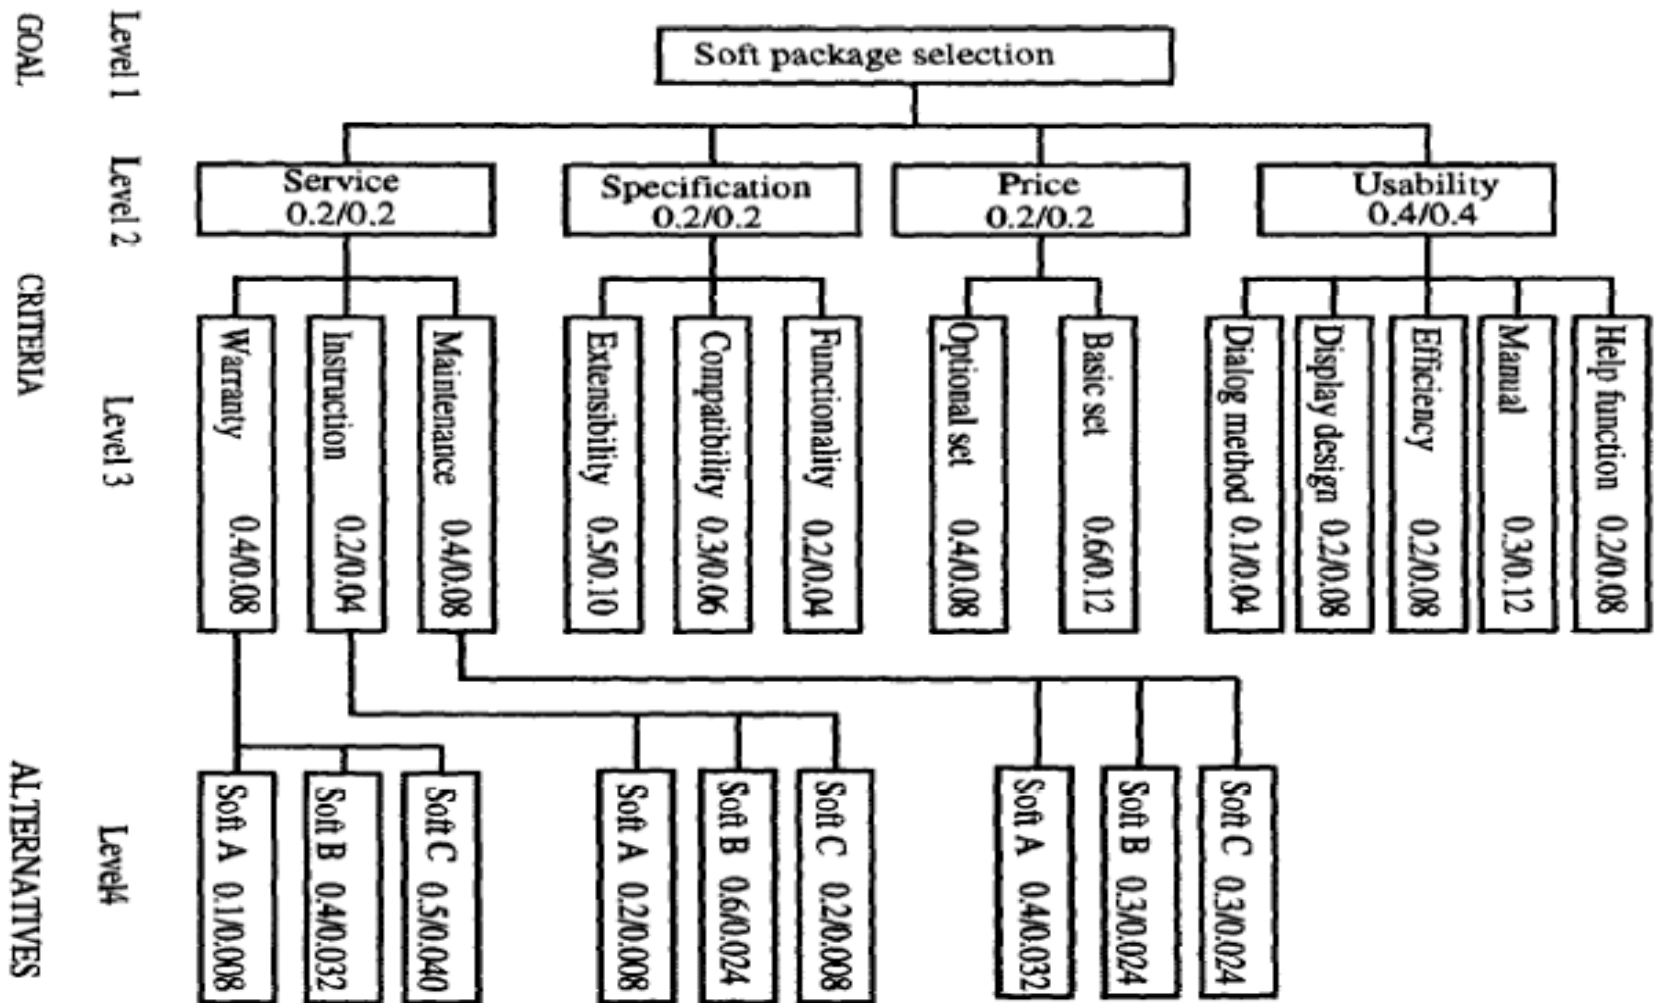 GOAL
Level 1
Soft package selection
Level 2
Service
0.2/0.2
Specification
0.2/0.2
Price
0.2/0.2
Usability
0.4/0.4
CRITERIA
Level 3
Warranty 0.4/0.08
Instruction 0.2/0.04
Maintenance 0.4/0.08
Extensibility 0.5/0.10
Compatibility 0.3/0.06
Functionality 0.2/0.04
Optional set 0.4/0.08
Basic set 0.6/0.12
Dialog method 0.1/0.04
Display design 0.2/0.08
Efficiency 0.2/0.08
Manual 0.3/0.12
Help function 0.2/0.08
ALTERNATIVES
Level4
Soft A 0.1/0.008
Soft B 0.4/0.032
Soft C 0.5/0.040
Soft A 0.2/0.008
Soft B 0.6/0.024
Soft C 0.2/0.008
Soft A 0.4/0.032
Soft B 0.3/0.024
Soft C 0.3/0.024